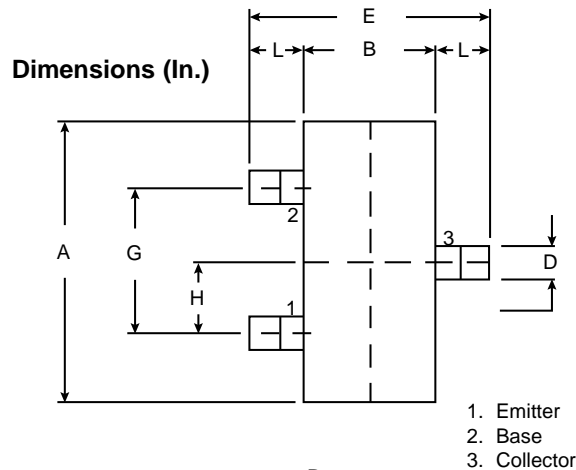 E
L B L
Dimensions (In.)
2
3
A
G
D
H
1
1. Emitter
2. Base
3. Collector